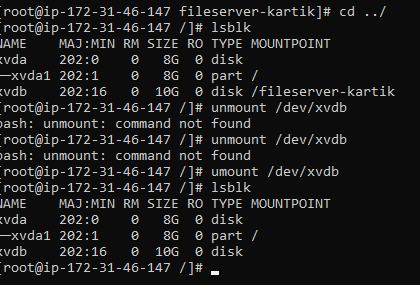 [root@ip-172-31-46-147 fileserver-kartik]# cd ../
[root@ip-172-31-46-147 /]# lsblk
NAME    MAJ:MIN RM SIZE RO TYPE MOUNTPOINT
xvda    202:0    0   8G  0 disk
└─xvda1 202:1    0   8G  0 part /
xvdb    202:16   0  10G  0 disk /fileserver-kartik
[root@ip-172-31-46-147 /]# unmount /dev/xvdb
bash: unmount: command not found
[root@ip-172-31-46-147 /]# unmount /dev/xvdb
bash: unmount: command not found
[root@ip-172-31-46-147 /]# umount /dev/xvdb
[root@ip-172-31-46-147 /]# lsblk
NAME    MAJ:MIN RM SIZE RO TYPE MOUNTPOINT
xvda    202:0    0   8G  0 disk
└─xvda1 202:1    0   8G  0 part /
xvdb    202:16   0  10G  0 disk
[root@ip-172-31-46-147 /]#